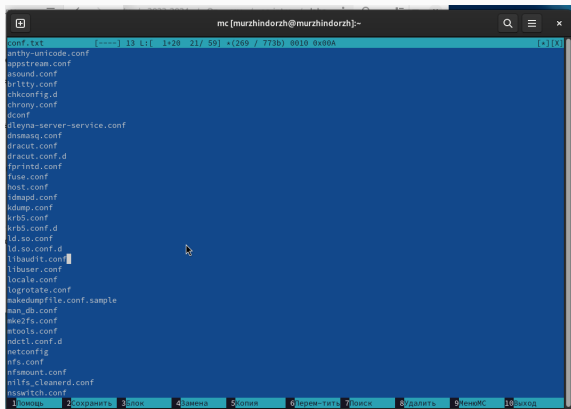 mc [murzhindorzh@murzhindorzh]:~
conf.txt [----] 13 L:[ 1+20 21/ 59] *(269 / 773b) 0010 0x00A [*][X]
anthy-unicode.conf
appstream.conf
asound.conf
brltty.conf
chkconfig.d
chrony.conf
dconf
dleyna-server-service.conf
dnsmasq.conf
dracut.conf
dracut.conf.d
fprintd.conf
fuse.conf
host.conf
idmapd.conf
kdump.conf
krb5.conf
krb5.conf.d
ld.so.conf
ld.so.conf.d
libaudit.conf
libuser.conf
locale.conf
logrotate.conf
makedumpfile.conf.sample
man_db.conf
mke2fs.conf
mtools.conf
ndctl.conf.d
netconfig
nfs.conf
nfsmount.conf
nilfs_cleanerd.conf
nsswitch.conf
1Помощь 2Сохранить 3Блок 4Замена 5Копия 6Перем~тить 7Поиск 8Удалить 9МенюMC 10Выход